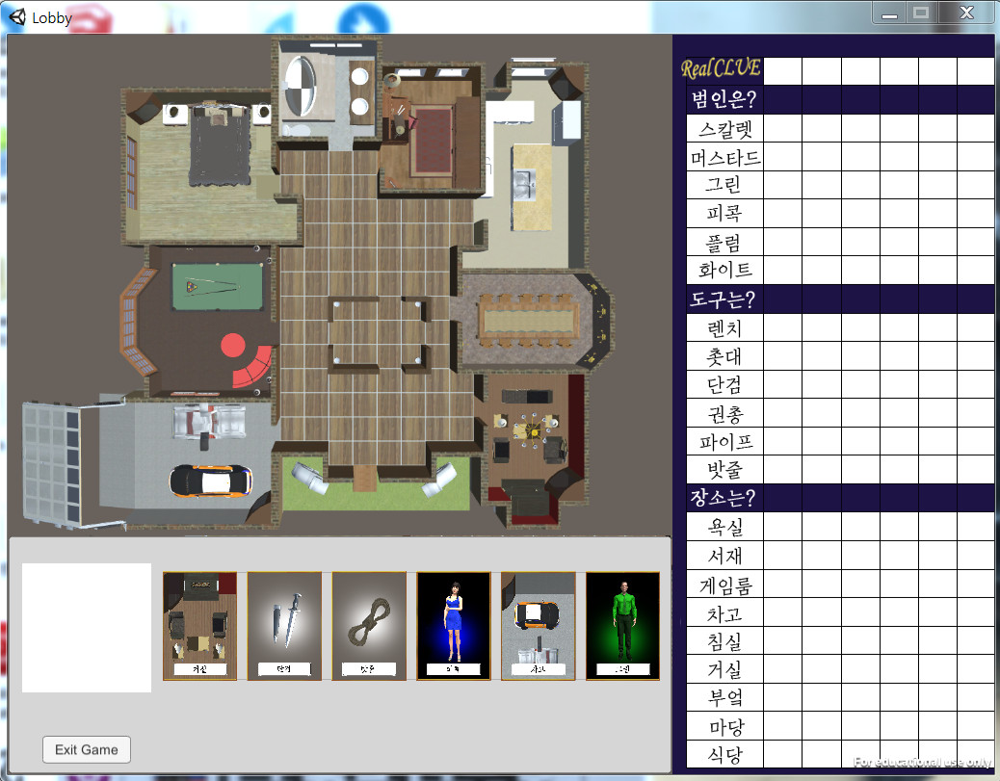 Lobby
RealCLUE
범인은?
스칼렛
머스타드
그린
피콕
플럼
화이트
도구는?
렌치
촛대
단검
권총
파이프
밧줄
장소는?
욕실
서재
게임룸
차고
침실
거실
부엌
마당
식당
For educational use only
거실
단검
밧줄
피콕
차고
그린
Exit Game